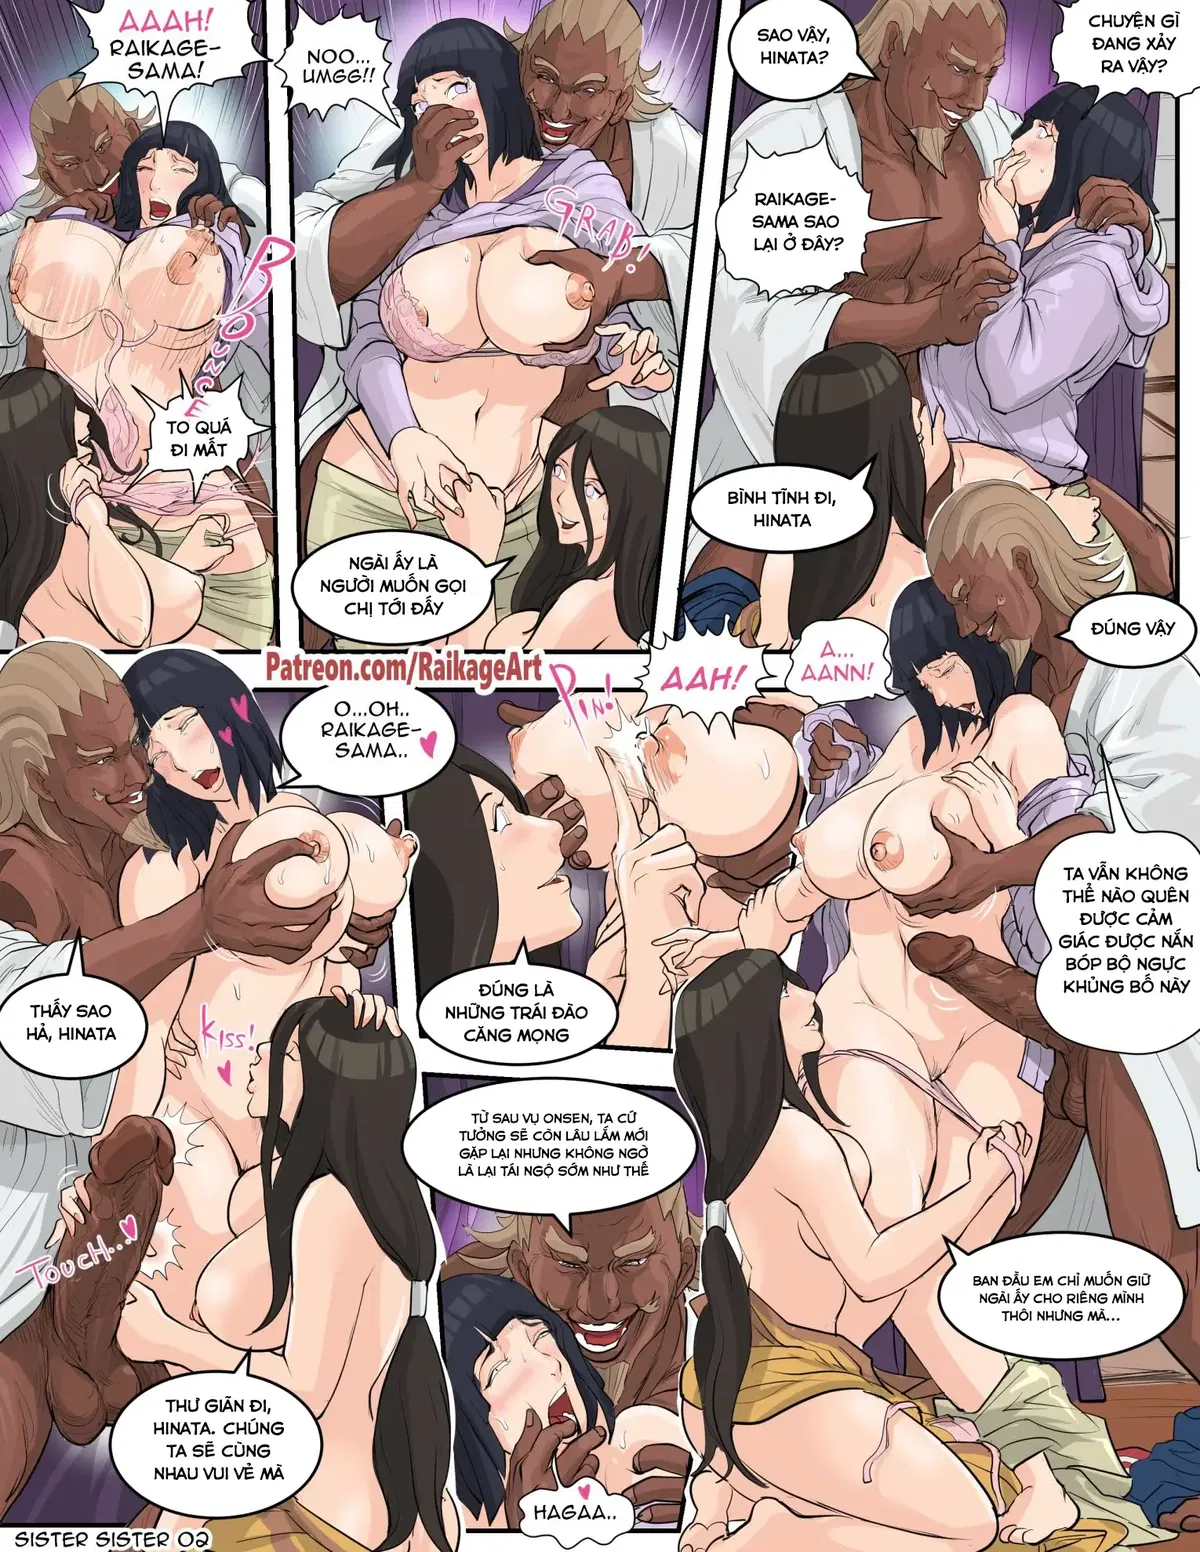 AAAH!
RAIKAGE-
SAMA!
BOUNCE
TO QUÁ
ĐI MẤT
NOO...
UMGG!!
GRAB!
NGÀI ẤY LÀ
NGƯỜI MUỐN GỌI
CHỊ TỚI ĐẤY
SAO VẬY,
HINATA?
CHUYỆN GÌ
ĐANG XẢY
RA VẬY?
RAIKAGE-
SAMA SAO
LẠI Ở ĐÂY?
BÌNH TĨNH ĐI,
HINATA
ĐÚNG VẬY
Patreon.com/RaikageArt
O...OH..
RAIKAGE-
SAMA..
THẤY SAO
HẢ, HINATA
KISS!
TOUCH...
THƯ GIÃN ĐI,
HINATA. CHÚNG
TA SẼ CÙNG
NHAU VUI VẺ MÀ
PIN!
AAH!
ĐÚNG LÀ
NHỮNG TRÁI ĐÀO
CĂNG MỌNG
TỪ SAU VỤ ONSEN, TA CỨ
TƯỞNG SẼ CÒN LÂU LẮM MỚI
GẶP LẠI NHƯNG KHÔNG NGỜ
LÀ LẠI TÁI NGỘ SỚM NHƯ THẾ
HAGAA..
A...
AANN!
TA VẪN KHÔNG
THỂ NÀO QUÊN
ĐƯỢC CẢM
GIÁC ĐƯỢC NẮN
BÓP BỘ NGỰC
KHỦNG BỐ NÀY
BAN ĐẦU EM CHỈ MUỐN GIỮ
NGÀI ẤY CHO RIÊNG MÌNH
THÔI NHƯNG MÀ...
SISTER SISTER 02